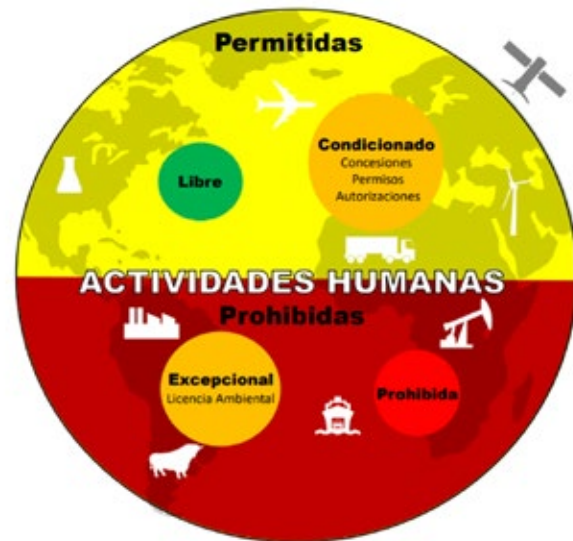 Permitidas
Libre
Condicionado
Concesiones
Permisos
Autorizaciones
ACTIVIDADES HUMANAS
Prohibidas
Excepcional
Licencia Ambiental
Prohibida